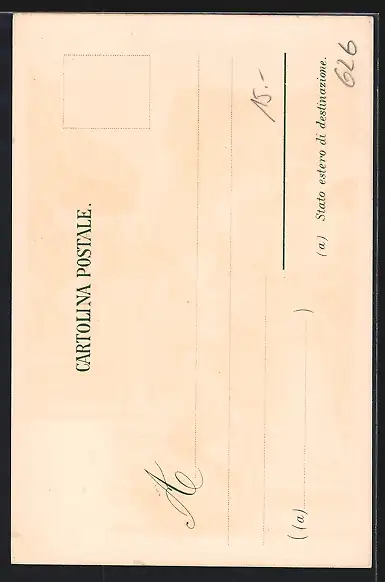 CARTOLINA POSTALE.
A
((a) )
(a) Stato estero di destinazione.
15.-
626